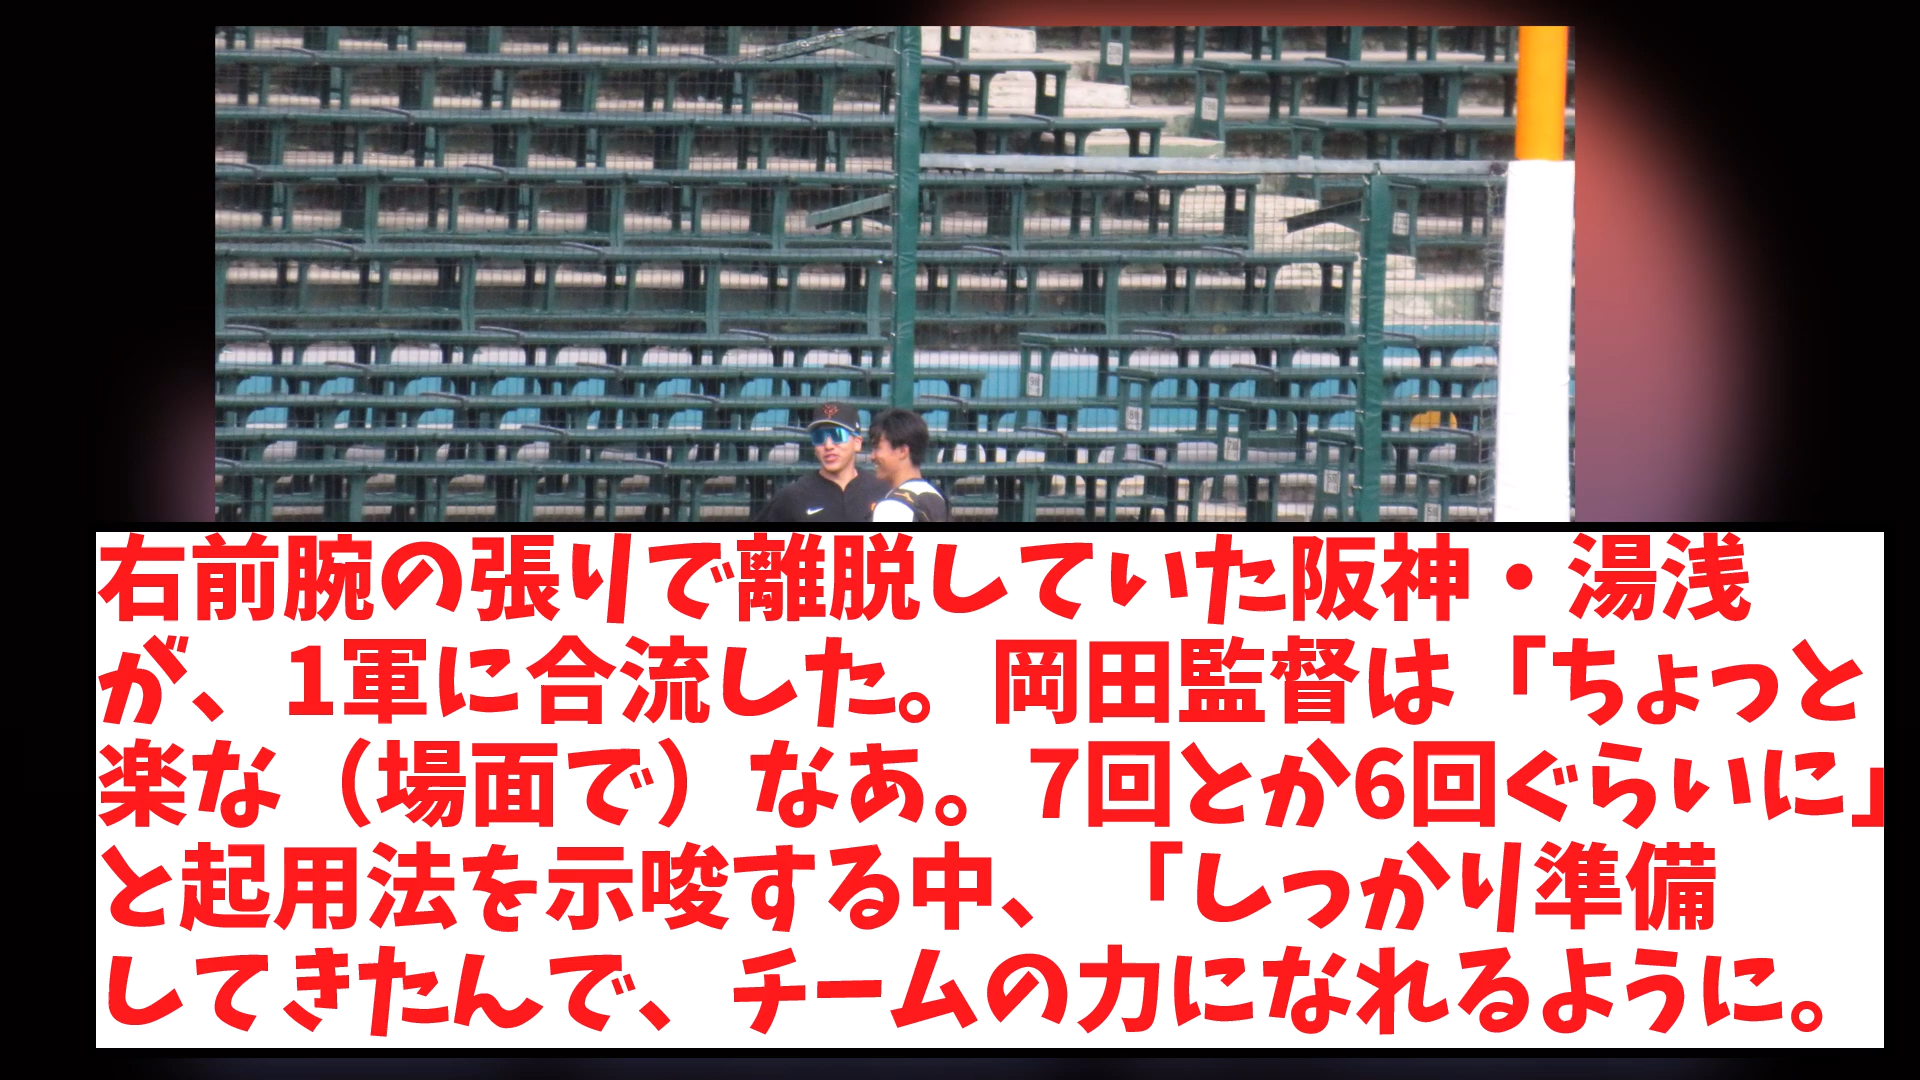 右前腕の張りで離脱していた阪神・湯浅
が、1軍に合流した。岡田監督は「ちょっと
楽な（場面で）なあ。7回とか6回ぐらいに」
と起用法を示唆する中、「しっかり準備
してきたんで、チームの力になれるように。